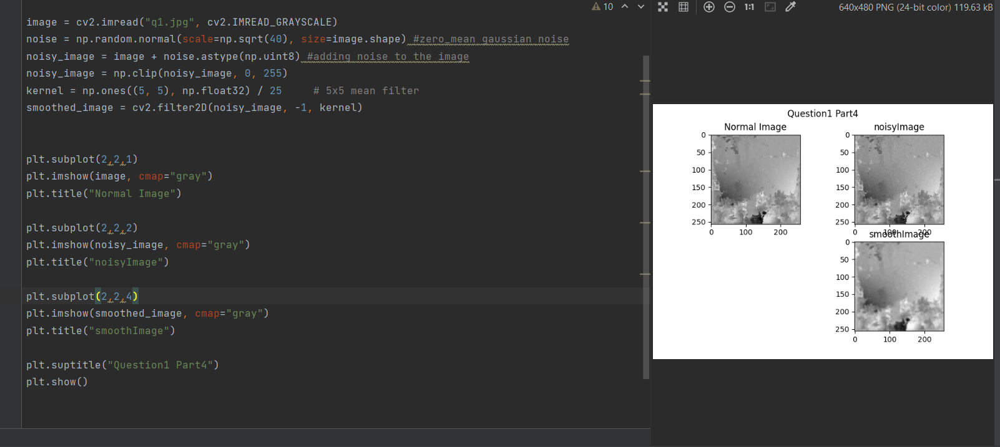 10
1:1
640x480 PNG (24-bit color) 119.63 kB
image = cv2.imread("q1.jpg", cv2.IMREAD_GRAYSCALE)
noise = np.random.normal(scale=np.sqrt(40), size=image.shape) #zero_mean gaussian noise
noisy_image = image + noise.astype(np.uint8) #adding noise to the image
noisy_image = np.clip(noisy_image, 0, 255)
kernel = np.ones((5, 5), np.float32) / 25     # 5x5 mean filter
smoothed_image = cv2.filter2D(noisy_image, -1, kernel)
plt.subplot(2,2,1)
plt.imshow(image, cmap="gray")
plt.title("Normal Image")
plt.subplot(2,2,2)
plt.imshow(noisy_image, cmap="gray")
plt.title("noisyImage")
plt.subplot(2,2,4)
plt.imshow(smoothed_image, cmap="gray")
plt.title("smoothImage")
plt.suptitle("Question1 Part4")
plt.show()
Question1 Part4
Normal Image
0
50
100
150
200
250
0 100 200
noisyImage
0
50
100
150
200
250
0 100 200
smoothImage
0
50
100
150
200
250
0 100 200